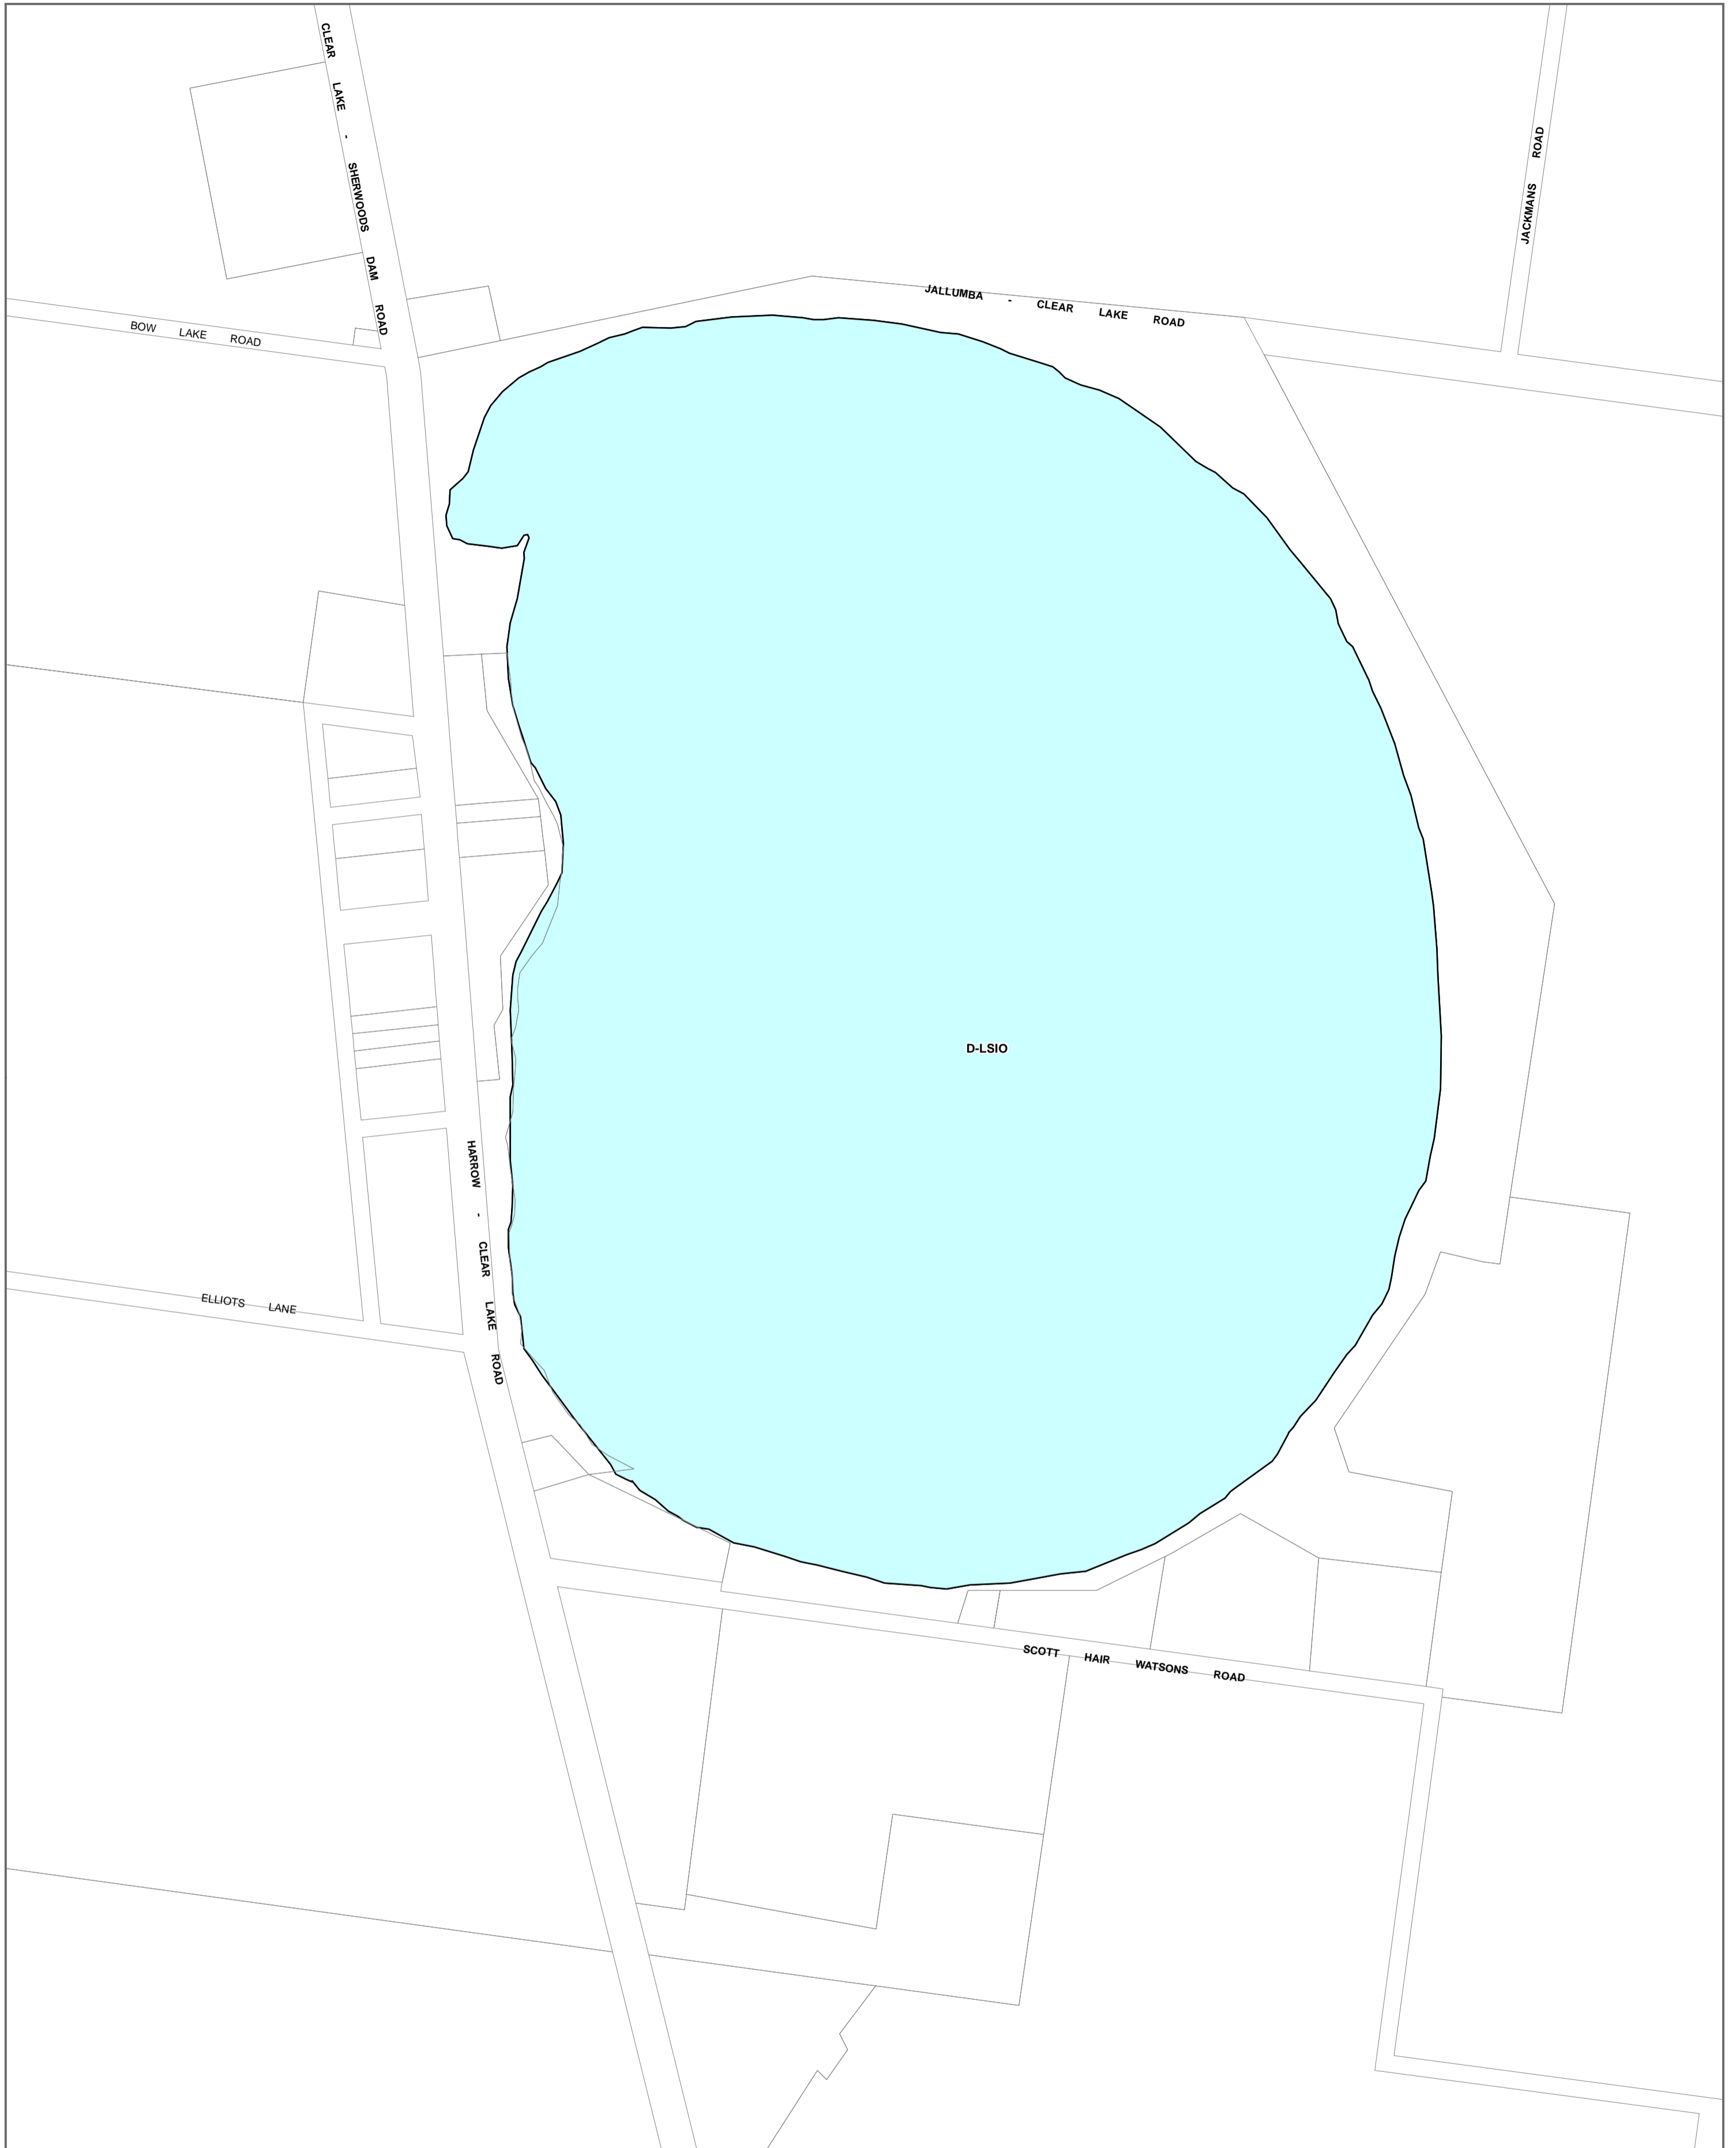 CLEAR LAKE - SHERWOODS DAM ROAD
JACKMANS ROAD
JALLUMBA - CLEAR LAKE ROAD
BOW LAKE ROAD
D-LSIO
HARROW - CLEAR LAKE ROAD
ELLIOTS LANE
SCOTT HAIR WATSONS ROAD